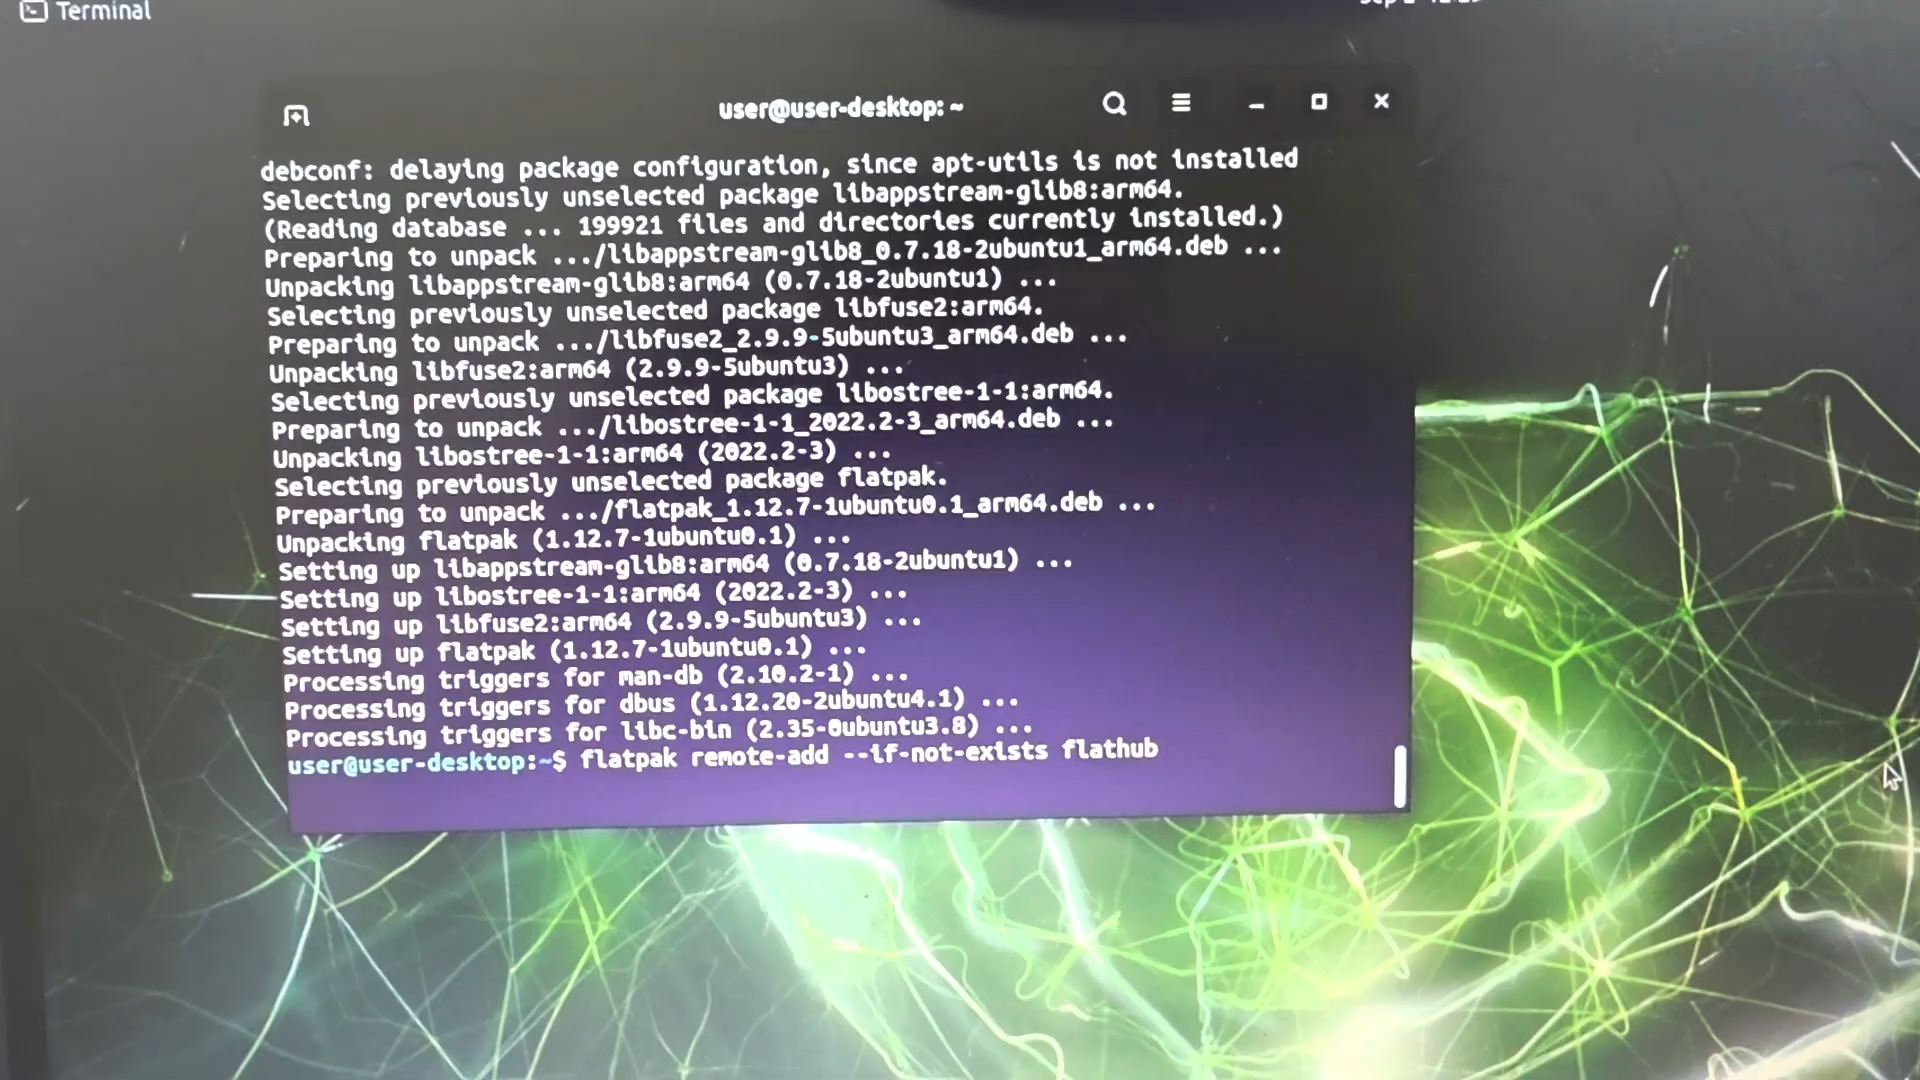 Terminal
user@user-desktop: ~
debconf: delaying package configuration, since apt-utils is not installed
Selecting previously unselected package libappstream-glib8:arm64.
(Reading database ... 199921 files and directories currently installed.)
Preparing to unpack .../libappstream-glib8_0.7.18-2ubuntu1_arm64.deb ...
Unpacking libappstream-glib8:arm64 (0.7.18-2ubuntu1) ...
Selecting previously unselected package libfuse2:arm64.
Preparing to unpack .../libfuse2_2.9.9-5ubuntu3_arm64.deb ...
Unpacking libfuse2:arm64 (2.9.9-5ubuntu3) ...
Selecting previously unselected package libostree-1-1:arm64.
Preparing to unpack .../libostree-1-1_2022.2-3_arm64.deb ...
Unpacking libostree-1-1:arm64 (2022.2-3) ...
Selecting previously unselected package flatpak.
Preparing to unpack .../flatpak_1.12.7-1ubuntu0.1_arm64.deb ...
Unpacking flatpak (1.12.7-1ubuntu0.1) ...
Setting up libappstream-glib8:arm64 (0.7.18-2ubuntu1) ...
Setting up libostree-1-1:arm64 (2022.2-3) ...
Setting up libfuse2:arm64 (2.9.9-5ubuntu3) ...
Setting up flatpak (1.12.7-1ubuntu0.1) ...
Processing triggers for man-db (2.10.2-1) ...
Processing triggers for dbus (1.12.20-2ubuntu4.1) ...
Processing triggers for libc-bin (2.35-0ubuntu3.8) ...
user@user-desktop:~$ flatpak remote-add --if-not-exists flathub